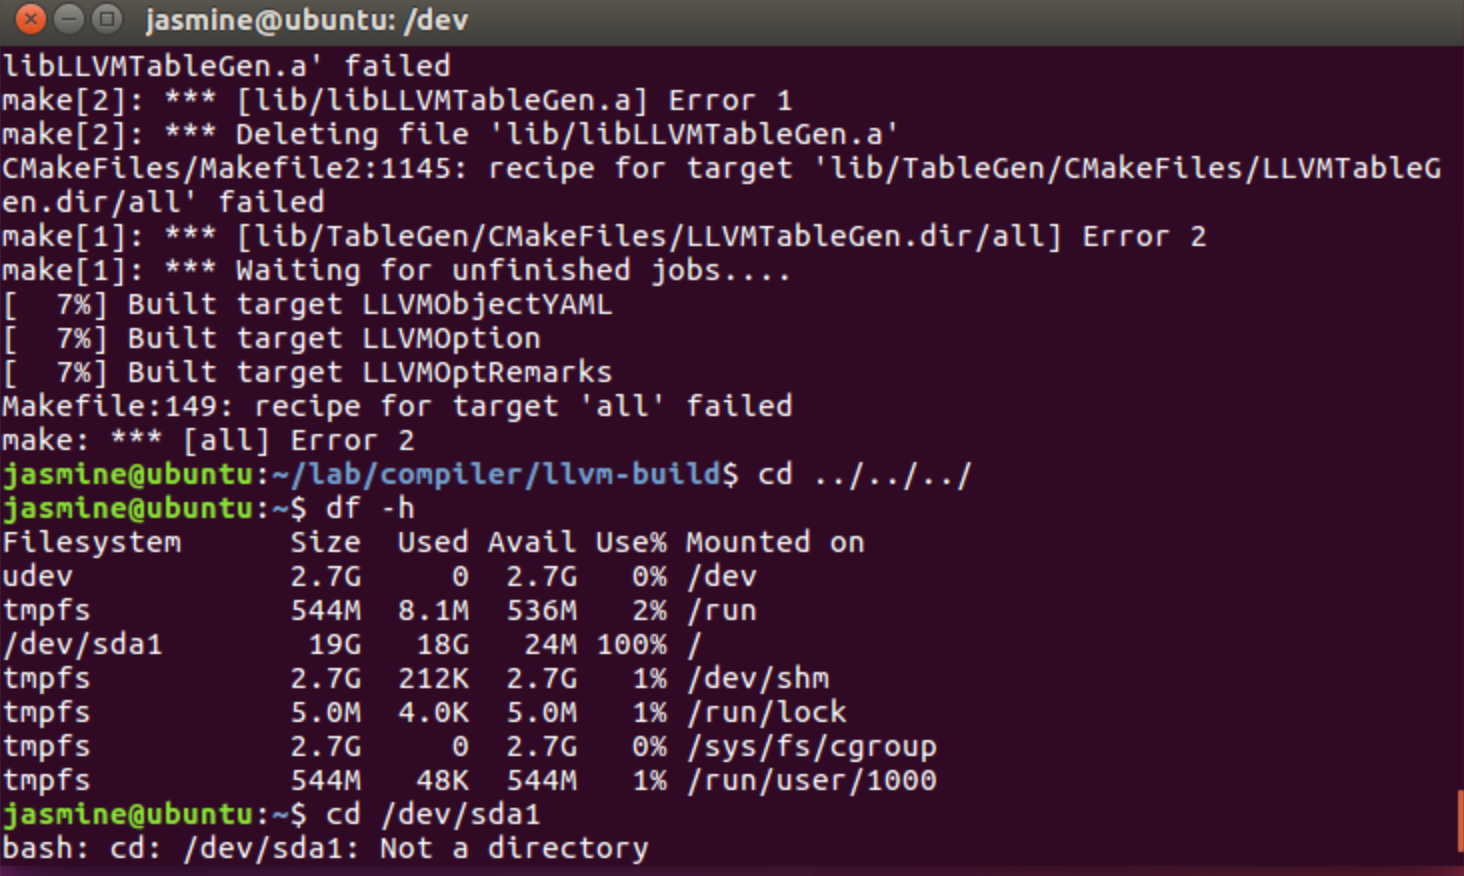 jasmine@ubuntu: /dev
libLLVMTableGen.a' failed
make[2]: *** [lib/libLLVMTableGen.a] Error 1
make[2]: *** Deleting file 'lib/libLLVMTableGen.a'
CMakeFiles/Makefile2:1145: recipe for target 'lib/TableGen/CMakeFiles/LLVMTableG
en.dir/all' failed
make[1]: *** [lib/TableGen/CMakeFiles/LLVMTableGen.dir/all] Error 2
make[1]: *** Waiting for unfinished jobs....
[  7%] Built target LLVMObjectYAML
[  7%] Built target LLVMOption
[  7%] Built target LLVMOptRemarks
Makefile:149: recipe for target 'all' failed
make: *** [all] Error 2
jasmine@ubuntu:~/lab/compiler/llvm-build$ cd ../../../
jasmine@ubuntu:~$ df -h
Filesystem      Size  Used Avail Use% Mounted on
udev            2.7G     0  2.7G   0% /dev
tmpfs           544M  8.1M  536M   2% /run
/dev/sda1        19G   18G   24M 100% /
tmpfs           2.7G  212K  2.7G   1% /dev/shm
tmpfs           5.0M  4.0K  5.0M   1% /run/lock
tmpfs           2.7G     0  2.7G   0% /sys/fs/cgroup
tmpfs           544M   48K  544M   1% /run/user/1000
jasmine@ubuntu:~$ cd /dev/sda1
bash: cd: /dev/sda1: Not a directory